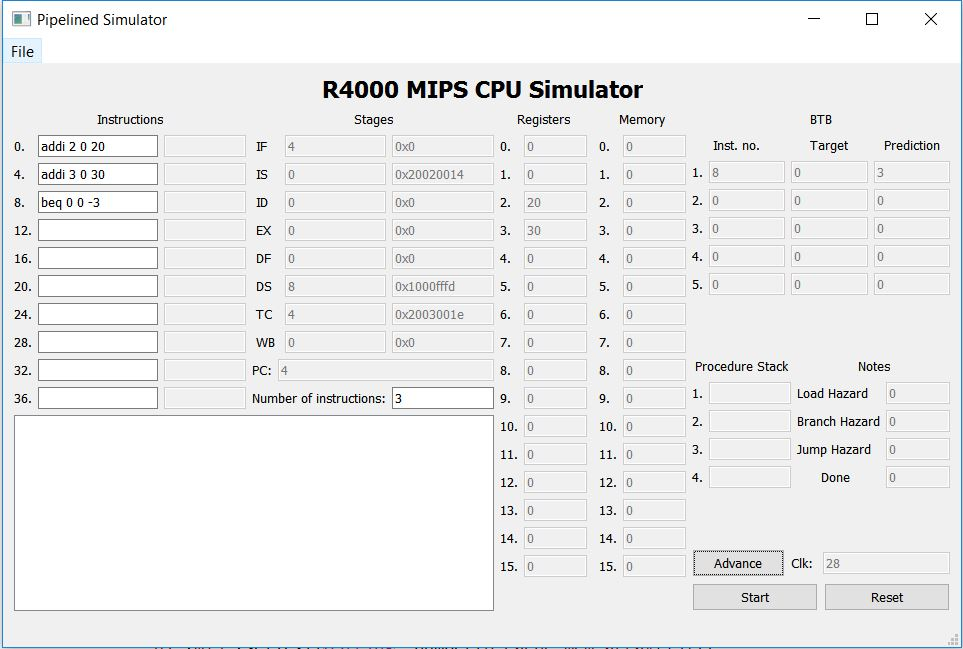 Pipelined Simulator
File
R4000 MIPS CPU Simulator
Instructions Stages Registers Memory BTB
Inst. no. Target Prediction
0. addi 2 0 20 IF 4 0x0 0. 0 0. 0
4. addi 3 0 30 IS 0 0x20020014 1. 0 1. 0 1. 8 0 3
8. beq 0 0 -3 ID 0 0x0 2. 20 2. 0 2. 0 0 0
12. EX 0 0x0 3. 30 3. 0 3. 0 0 0
16. DF 0 0x0 4. 0 4. 0 4. 0 0 0
20. DS 8 0x1000fffd 5. 0 5. 0 5. 0 0 0
24. TC 4 0x2003001e 6. 0 6. 0
28. WB 0 0x0 7. 0 7. 0
32. PC: 4 8. 0 8. 0 Procedure Stack Notes
36. Number of instructions: 3 9. 0 9. 0 1. Load Hazard 0
10. 0 10. 0 2. Branch Hazard 0
11. 0 11. 0 3. Jump Hazard 0
12. 0 12. 0 4. Done 0
13. 0 13. 0
14. 0 14. 0
15. 0 15. 0 Advance Clk: 28
Start Reset